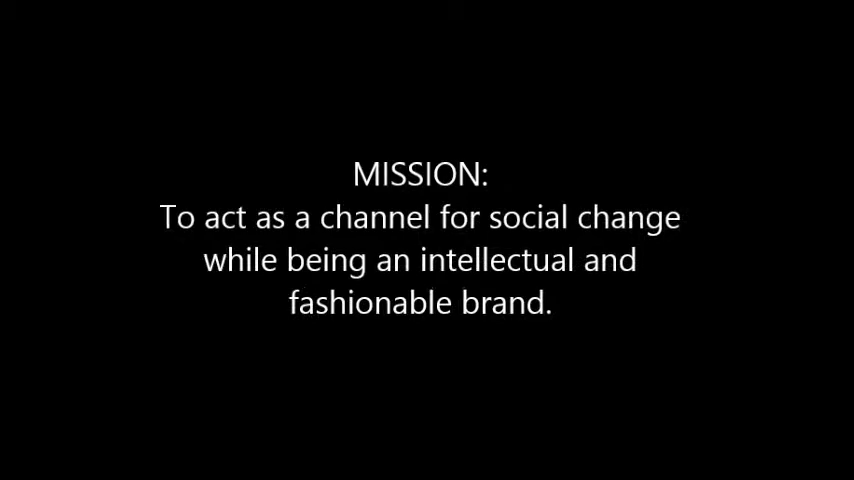 MISSION:
To act as a channel for social change
while being an intellectual and
fashionable brand.